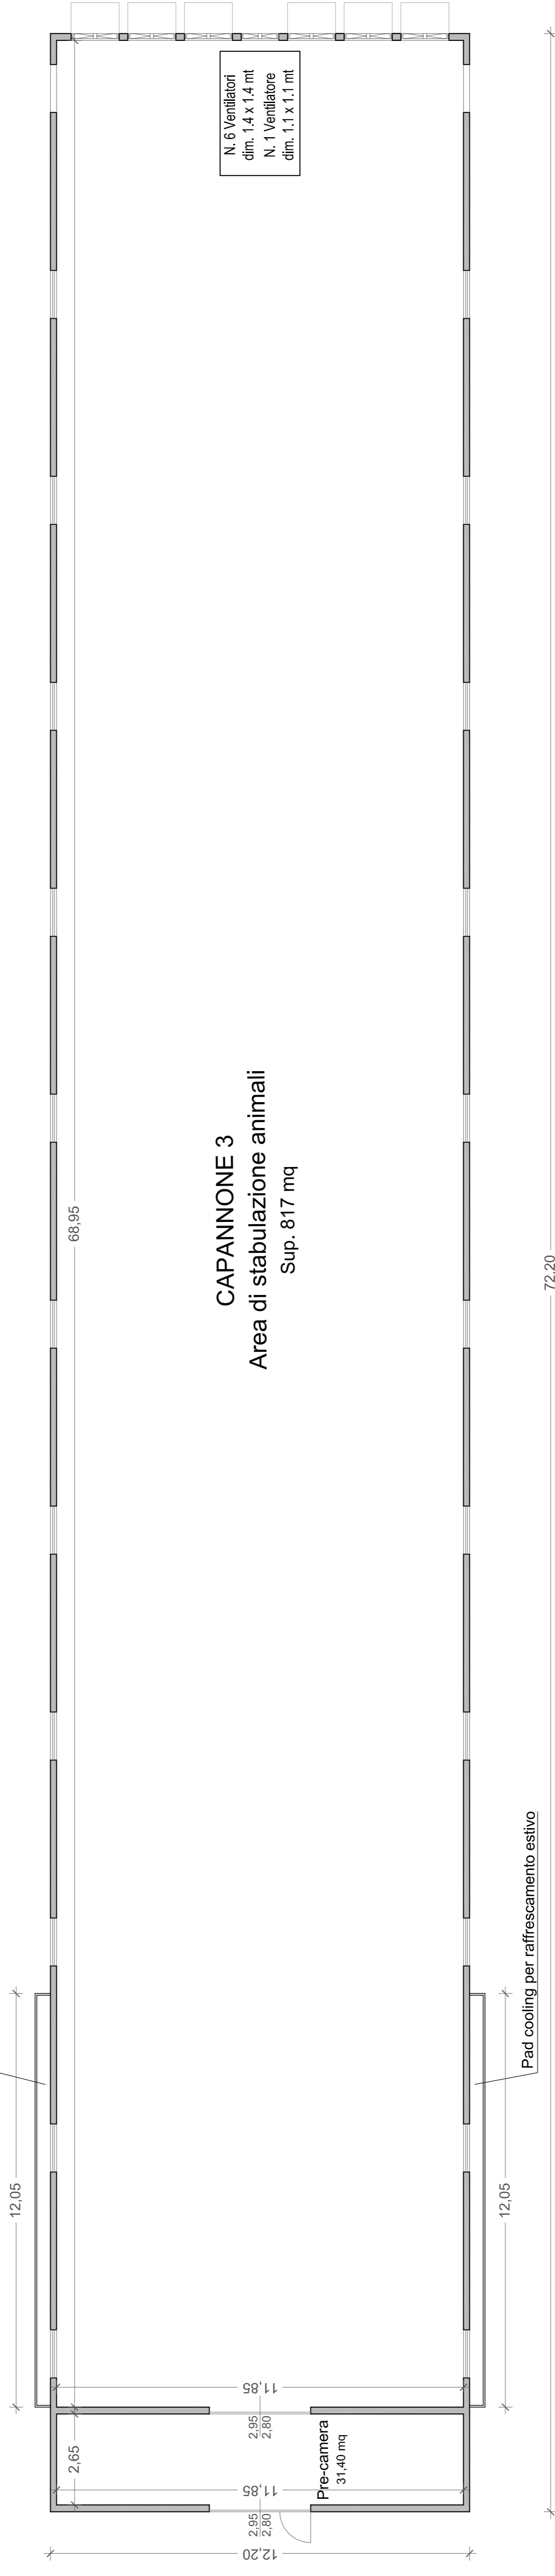 N. 6 Ventilatori
dim. 1.4 x 1.4 mt
N. 1 Ventilatore
dim. 1.1 x 1.1 mt
CAPANNONE 3
Area di stabulazione animali
Sup. 817 mq
68,95
72.20
Pad cooling per raffrescamento estivo
12,05
12,05
11,85
2,95
2,80
Pre-camera
31,40 mq
2,65
11,85
2,95
2,80
12,20